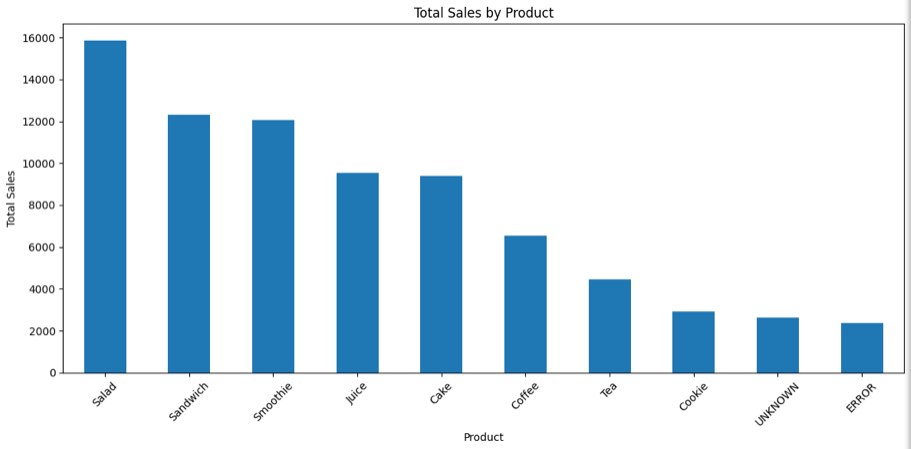 Total Sales by Product
Total Sales
16000
14000
12000
10000
8000
6000
4000
2000
0
Salad
Sandwich
Smoothie
Juice
Cake
Coffee
Tea
Cookie
UNKNOWN
ERROR
Product